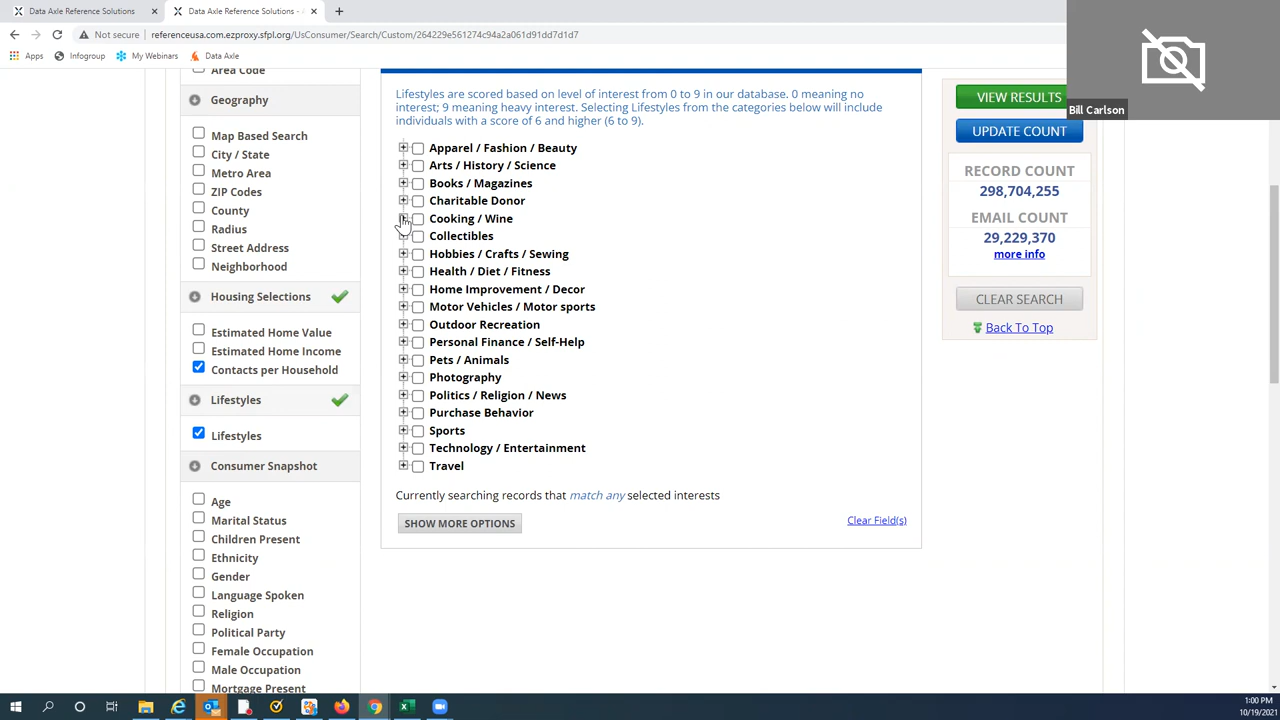 Data Axle Reference Solutions
Data Axle Reference Solutions -
Not secure
referenceusa.com.ezproxy.sfpl.org/UsConsumer/Search/Custom/264229e561274c94a2a061d91dd7d1d7
Apps
Infogroup
My Webinars
Data Axle
Bill Carlson
Area Code
Geography
Map Based Search
City / State
Metro Area
ZIP Codes
County
Radius
Street Address
Neighborhood
Housing Selections
Estimated Home Value
Estimated Home Income
Contacts per Household
Lifestyles
Lifestyles
Consumer Snapshot
Age
Marital Status
Children Present
Ethnicity
Gender
Language Spoken
Religion
Political Party
Female Occupation
Male Occupation
Mortgage Present
Lifestyles are scored based on level of interest from 0 to 9 in our database. 0 meaning no
interest; 9 meaning heavy interest. Selecting Lifestyles from the categories below will include
individuals with a score of 6 and higher (6 to 9).
Apparel / Fashion / Beauty
Arts / History / Science
Books / Magazines
Charitable Donor
Cooking / Wine
Collectibles
Hobbies / Crafts / Sewing
Health / Diet / Fitness
Home Improvement / Decor
Motor Vehicles / Motor sports
Outdoor Recreation
Personal Finance / Self-Help
Pets / Animals
Photography
Politics / Religion / News
Purchase Behavior
Sports
Technology / Entertainment
Travel
Currently searching records that match any selected interests
SHOW MORE OPTIONS
Clear Field(s)
VIEW RESULTS
UPDATE COUNT
RECORD COUNT
298,704,255
EMAIL COUNT
29,229,370
more info
CLEAR SEARCH
Back To Top
1:00 PM
10/19/2021